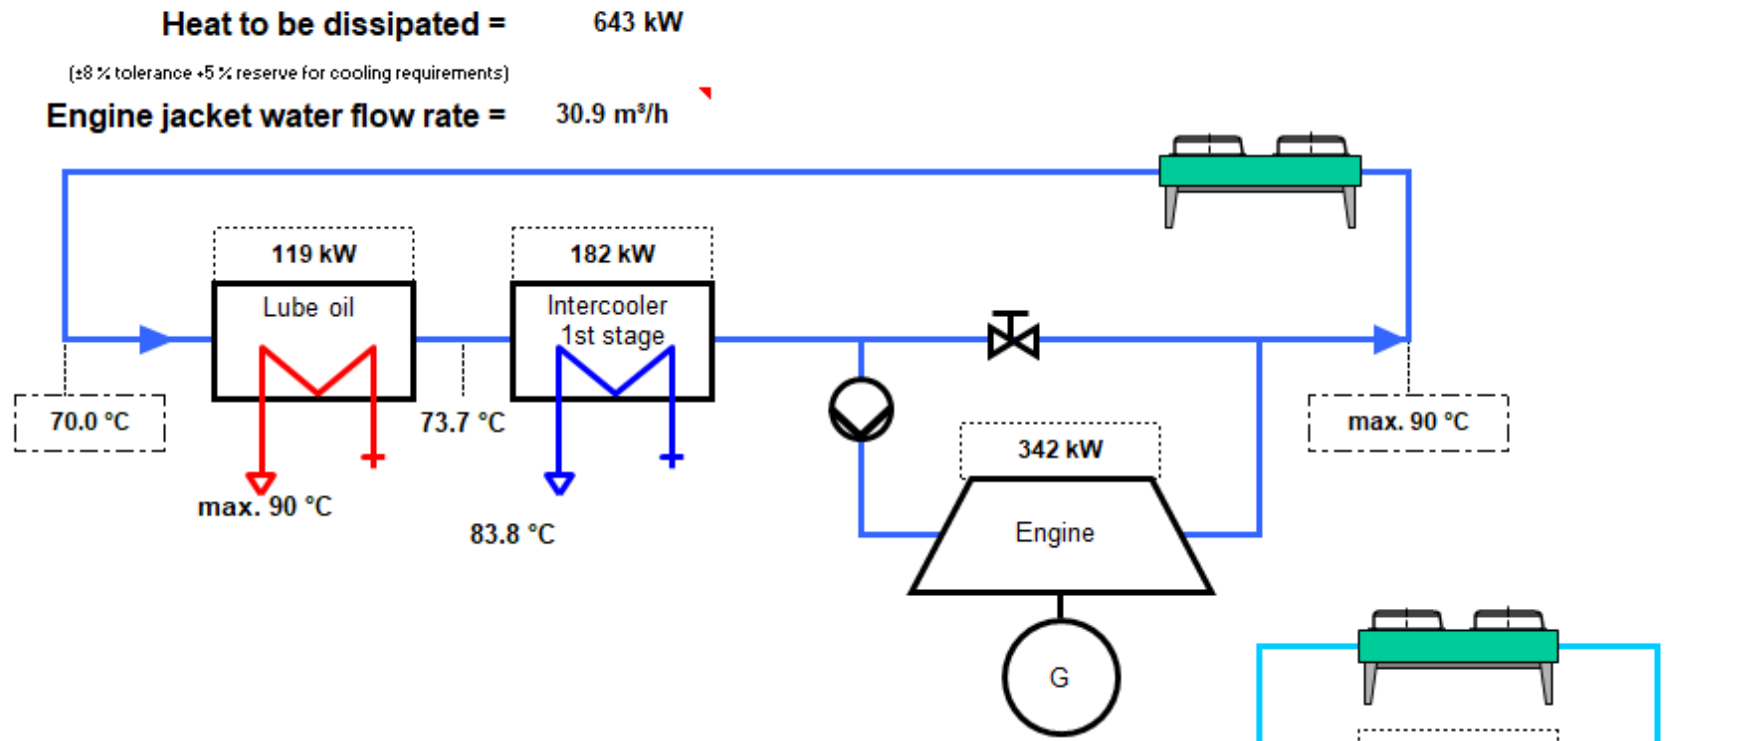 Heat to be dissipated = 643 kW
(±8 % tolerance +5 % reserve for cooling requirements)
Engine jacket water flow rate = 30.9 m³/h
119 kW
182 kW
Lube oil
Intercooler
1st stage
70.0 °C
73.7 °C
max. 90 °C
342 kW
max. 90 °C
83.8 °C
Engine
G